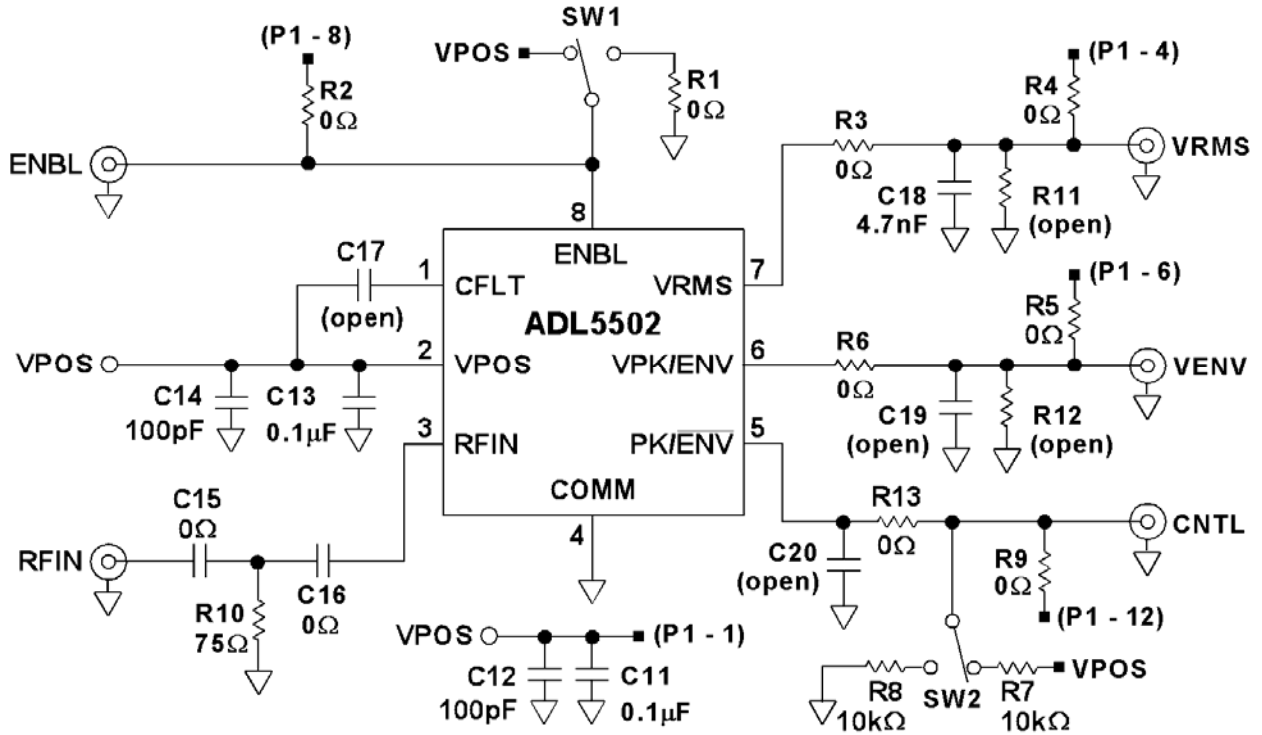 SW1
(P1 - 8)
VPOS
R2
0Ω
R1
0Ω
(P1 - 4)
R4
0Ω
R3
0Ω
ENBL
VRMS
C18
4.7nF
R11
(open)
8
ENBL
C17
(open)
1
CFLT
VRMS
7
ADL5502
(P1 - 6)
R5
0Ω
R6
0Ω
VPOS
2
VPOS
VPK/ENV
6
VENV
C14
100pF
C13
0.1µF
C19
(open)
R12
(open)
3
RFIN
PK/ENV
5
COMM
4
C15
0Ω
R13
0Ω
CNTL
RFIN
C16
0Ω
R10
75Ω
C20
(open)
R9
0Ω
(P1 - 12)
VPOS
(P1 - 1)
C12
100pF
C11
0.1µF
R8
10kΩ
SW2
R7
10kΩ
VPOS